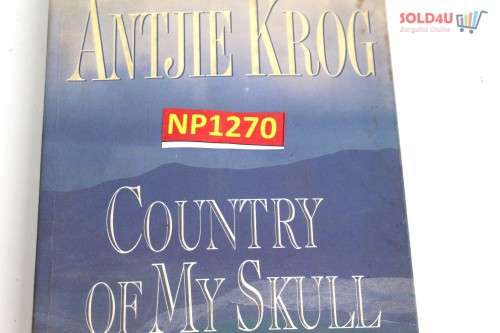 SOLD4U
Bargains Online
ANTJIE KROG
NP1270
COUNTRY
OF MY SKULL